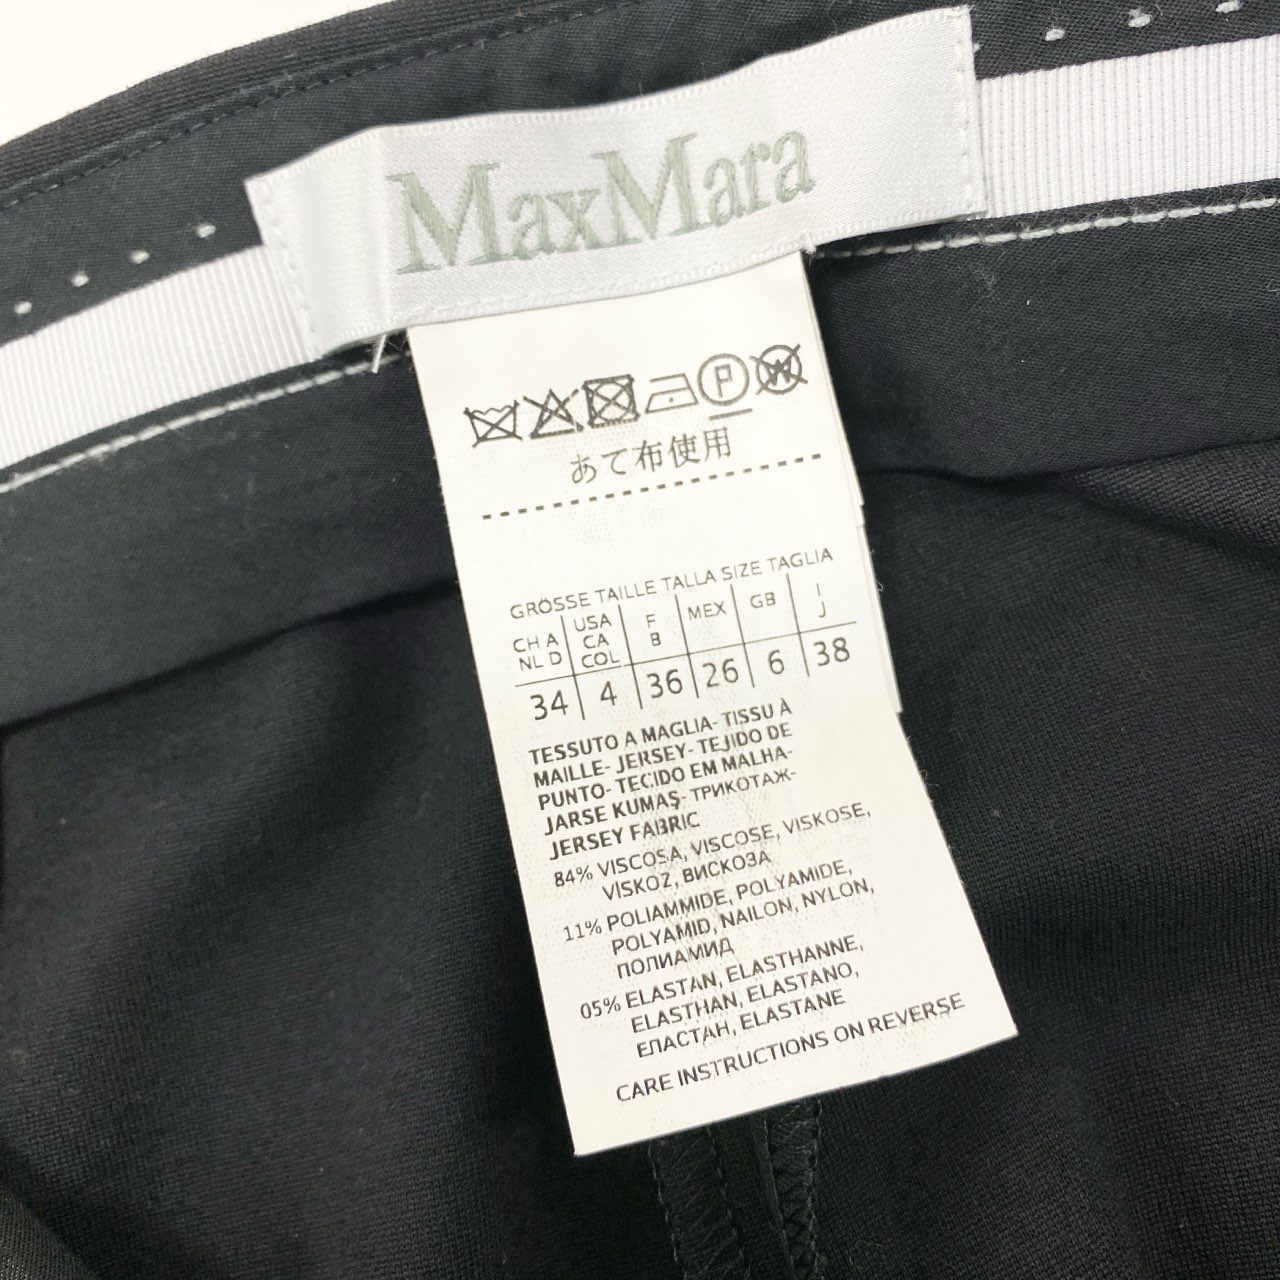 MaxMara
P W
あて布使用
GRÖSSE TAILLE TALLA SIZE TAGLIA
CH A NL D USA CA COL F B MEX GB I J
34 4 36 26 6 38
TESSUTO A MAGLIA- TISSU À
MAILLE- JERSEY- TEJIDO DE
PUNTO- TECIDO EM MALHA-
JARSE KUMAŞ- ТРИКОТАЖ-
JERSEY FABRIC
84% VISCOSA, VISCOSE, VISKOSE,
VİSKOZ, ВИСКОЗА
11% POLIAMMIDE, POLYAMIDE,
POLYAMID, NAILON, NYLON,
ПОЛИАМИД
05% ELASTAN, ELASTHANNE,
ELASTHAN, ELASTANO,
ЕЛАСТАН, ELASTANE
CARE INSTRUCTIONS ON REVERSE